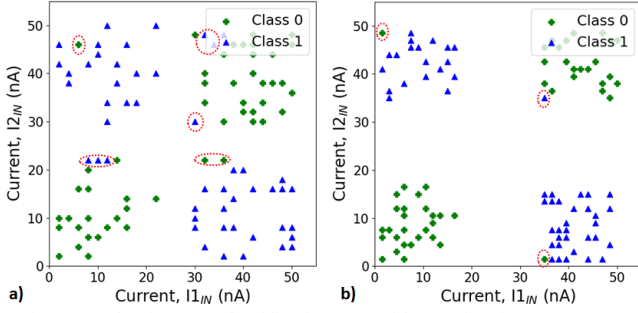 Class 0
Class 1
50
40
30
20
10
0
0 10 20 30 40 50
Current, I2IN (nA)
Current, I1IN (nA)
a)
Class 0
Class 1
50
40
30
20
10
0
0 10 20 30 40 50
Current, I2IN (nA)
Current, I1IN (nA)
b)